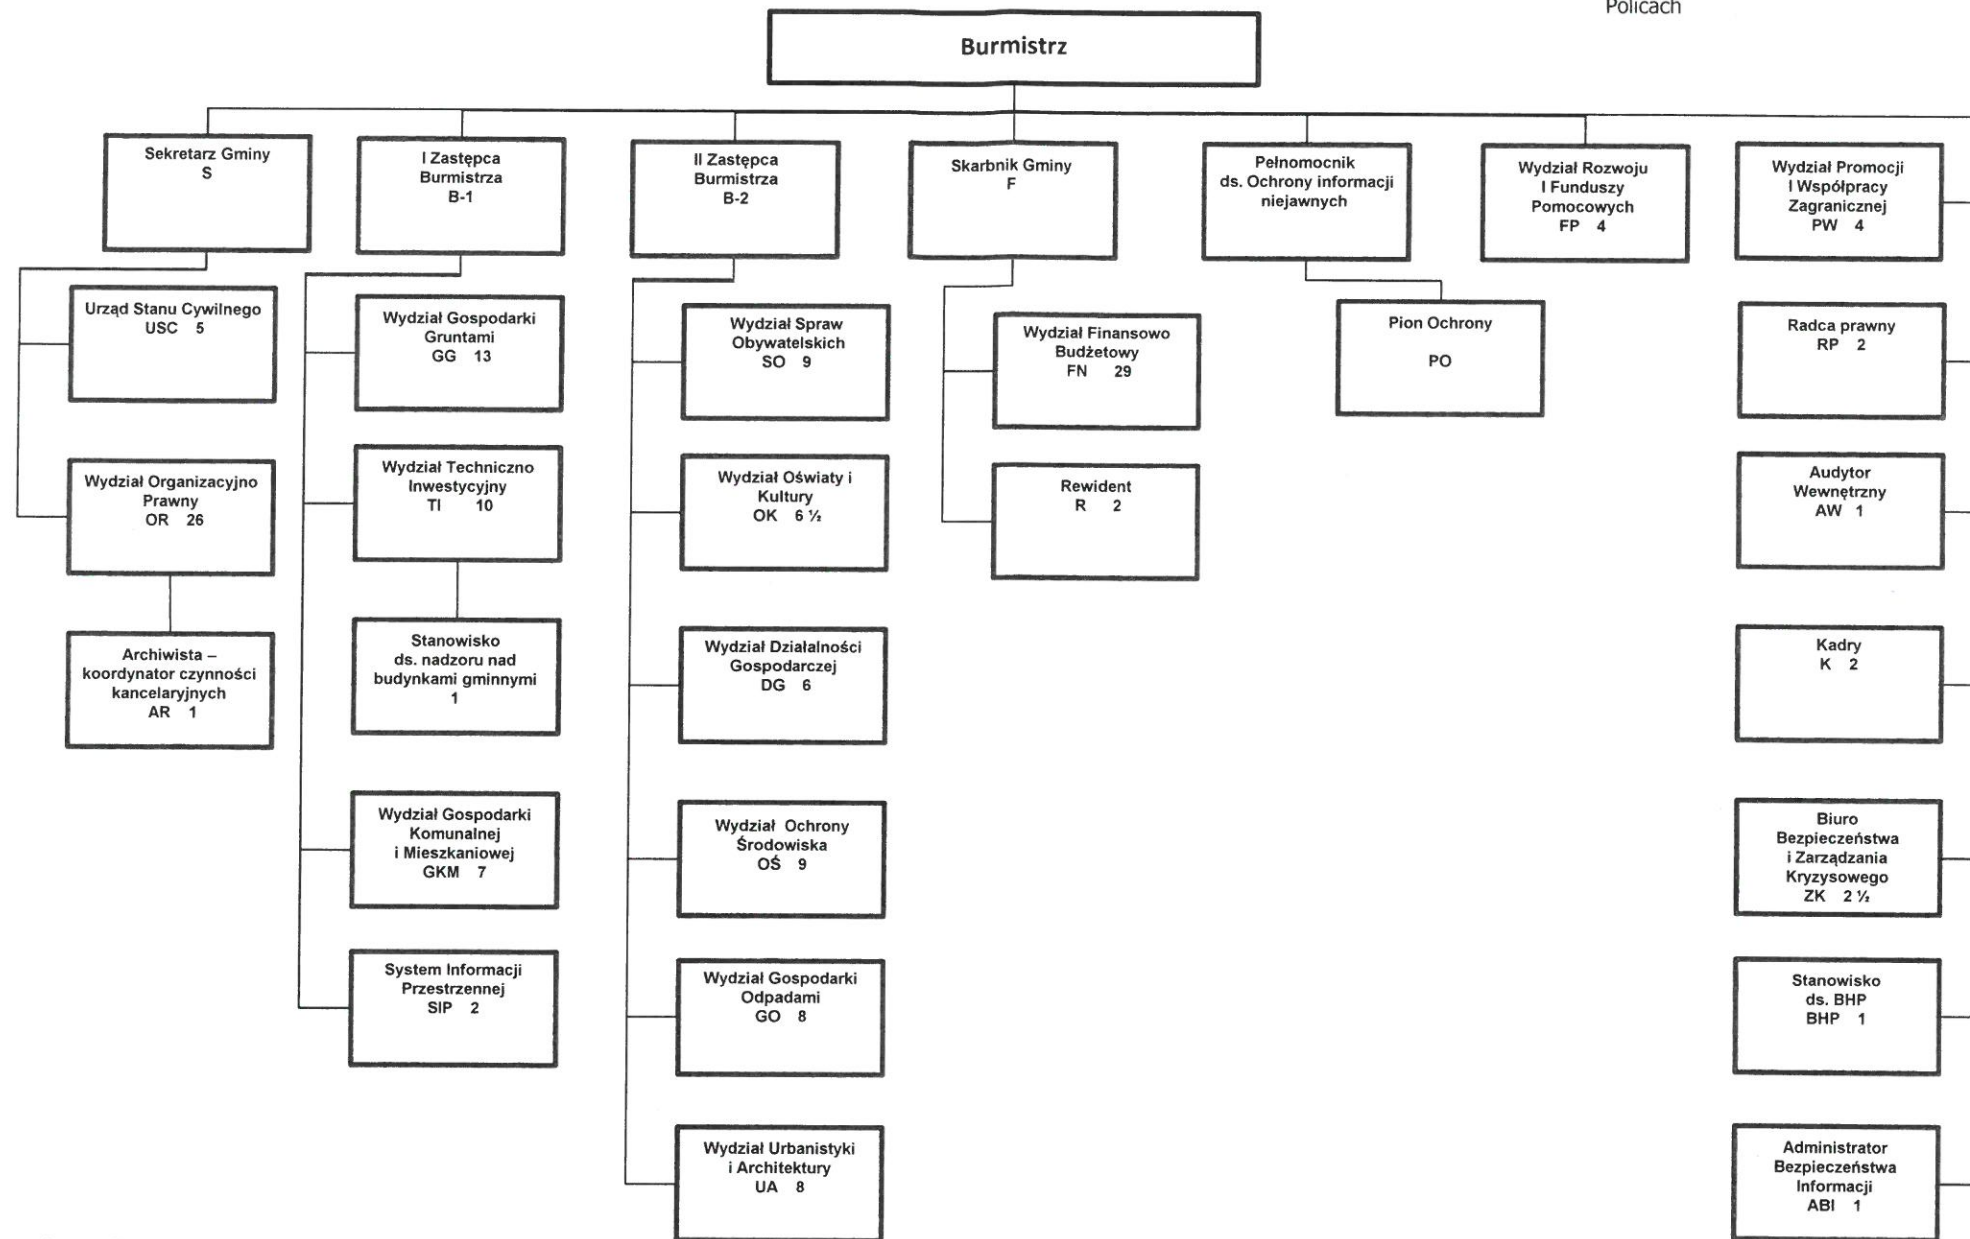 Policach
Burmistrz
Sekretarz Gminy
S
I Zastępca
Burmistrza
B-1
II Zastępca
Burmistrza
B-2
Skarbnik Gminy
F
Pełnomocnik
ds. Ochrony informacji
niejawnych
Wydział Rozwoju
I Funduszy
Pomocowych
FP 4
Wydział Promocji
I Współpracy
Zagranicznej
PW 4
Urząd Stanu Cywilnego
USC 5
Wydział Organizacyjno
Prawny
OR 26
Archiwista –
koordynator czynności
kancelaryjnych
AR 1
Wydział Gospodarki
Gruntami
GG 13
Wydział Techniczno
Inwestycyjny
TI 10
Stanowisko
ds. nadzoru nad
budynkami gminnymi
1
Wydział Gospodarki
Komunalnej
i Mieszkaniowej
GKM 7
System Informacji
Przestrzennej
SIP 2
Wydział Spraw
Obywatelskich
SO 9
Wydział Oświaty i
Kultury
OK 6 ½
Wydział Działalności
Gospodarczej
DG 6
Wydział Ochrony
Środowiska
OŚ 9
Wydział Gospodarki
Odpadami
GO 8
Wydział Urbanistyki
i Architektury
UA 8
Wydział Finansowo
Budżetowy
FN 29
Rewident
R 2
Pion Ochrony
PO
Radca prawny
RP 2
Audytor
Wewnętrzny
AW 1
Kadry
K 2
Biuro
Bezpieczeństwa
i Zarządzania
Kryzysowego
ZK 2 ½
Stanowisko
ds. BHP
BHP 1
Administrator
Bezpieczeństwa
Informacji
ABI 1